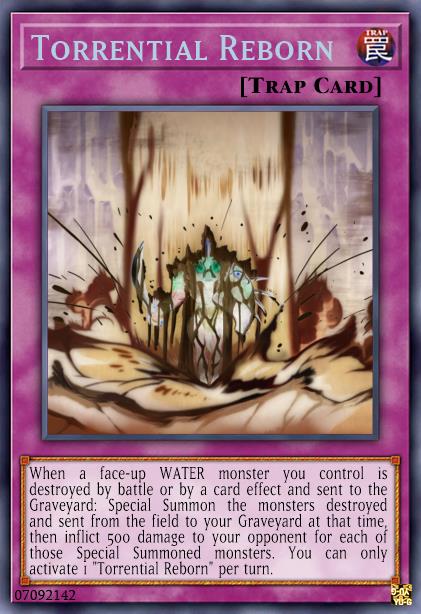 TORRENTIAL REBORN
TRAP
罠
[TRAP CARD]
When a face-up WATER monster you control is
destroyed by battle or by a card effect and sent to the
Graveyard: Special Summon the monsters destroyed
and sent from the field to your Graveyard at that time,
then inflict 500 damage to your opponent for each of
those Special Summoned monsters. You can only
activate 1 "Torrential Reborn" per turn.
07092142